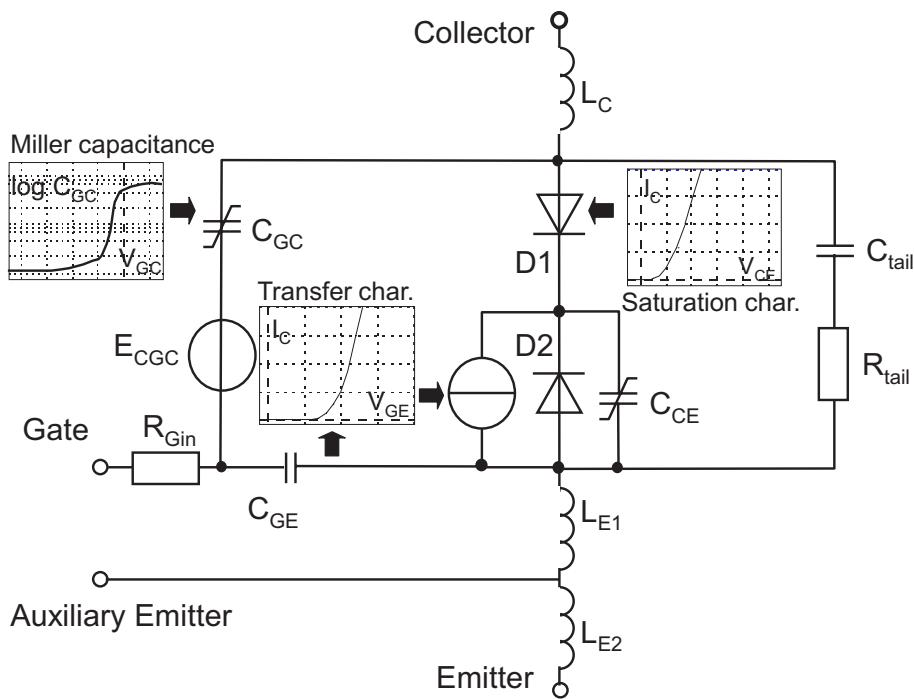 Collector
L_C
Miller capacitance
log C_GC
V_GC
C_GC
I_C
V_CE
D1
Saturation char.
C_tail
Transfer char.
I_C
V_GE
E_CGC
D2
C_CE
R_tail
Gate
R_Gin
C_GE
L_E1
Auxiliary Emitter
L_E2
Emitter